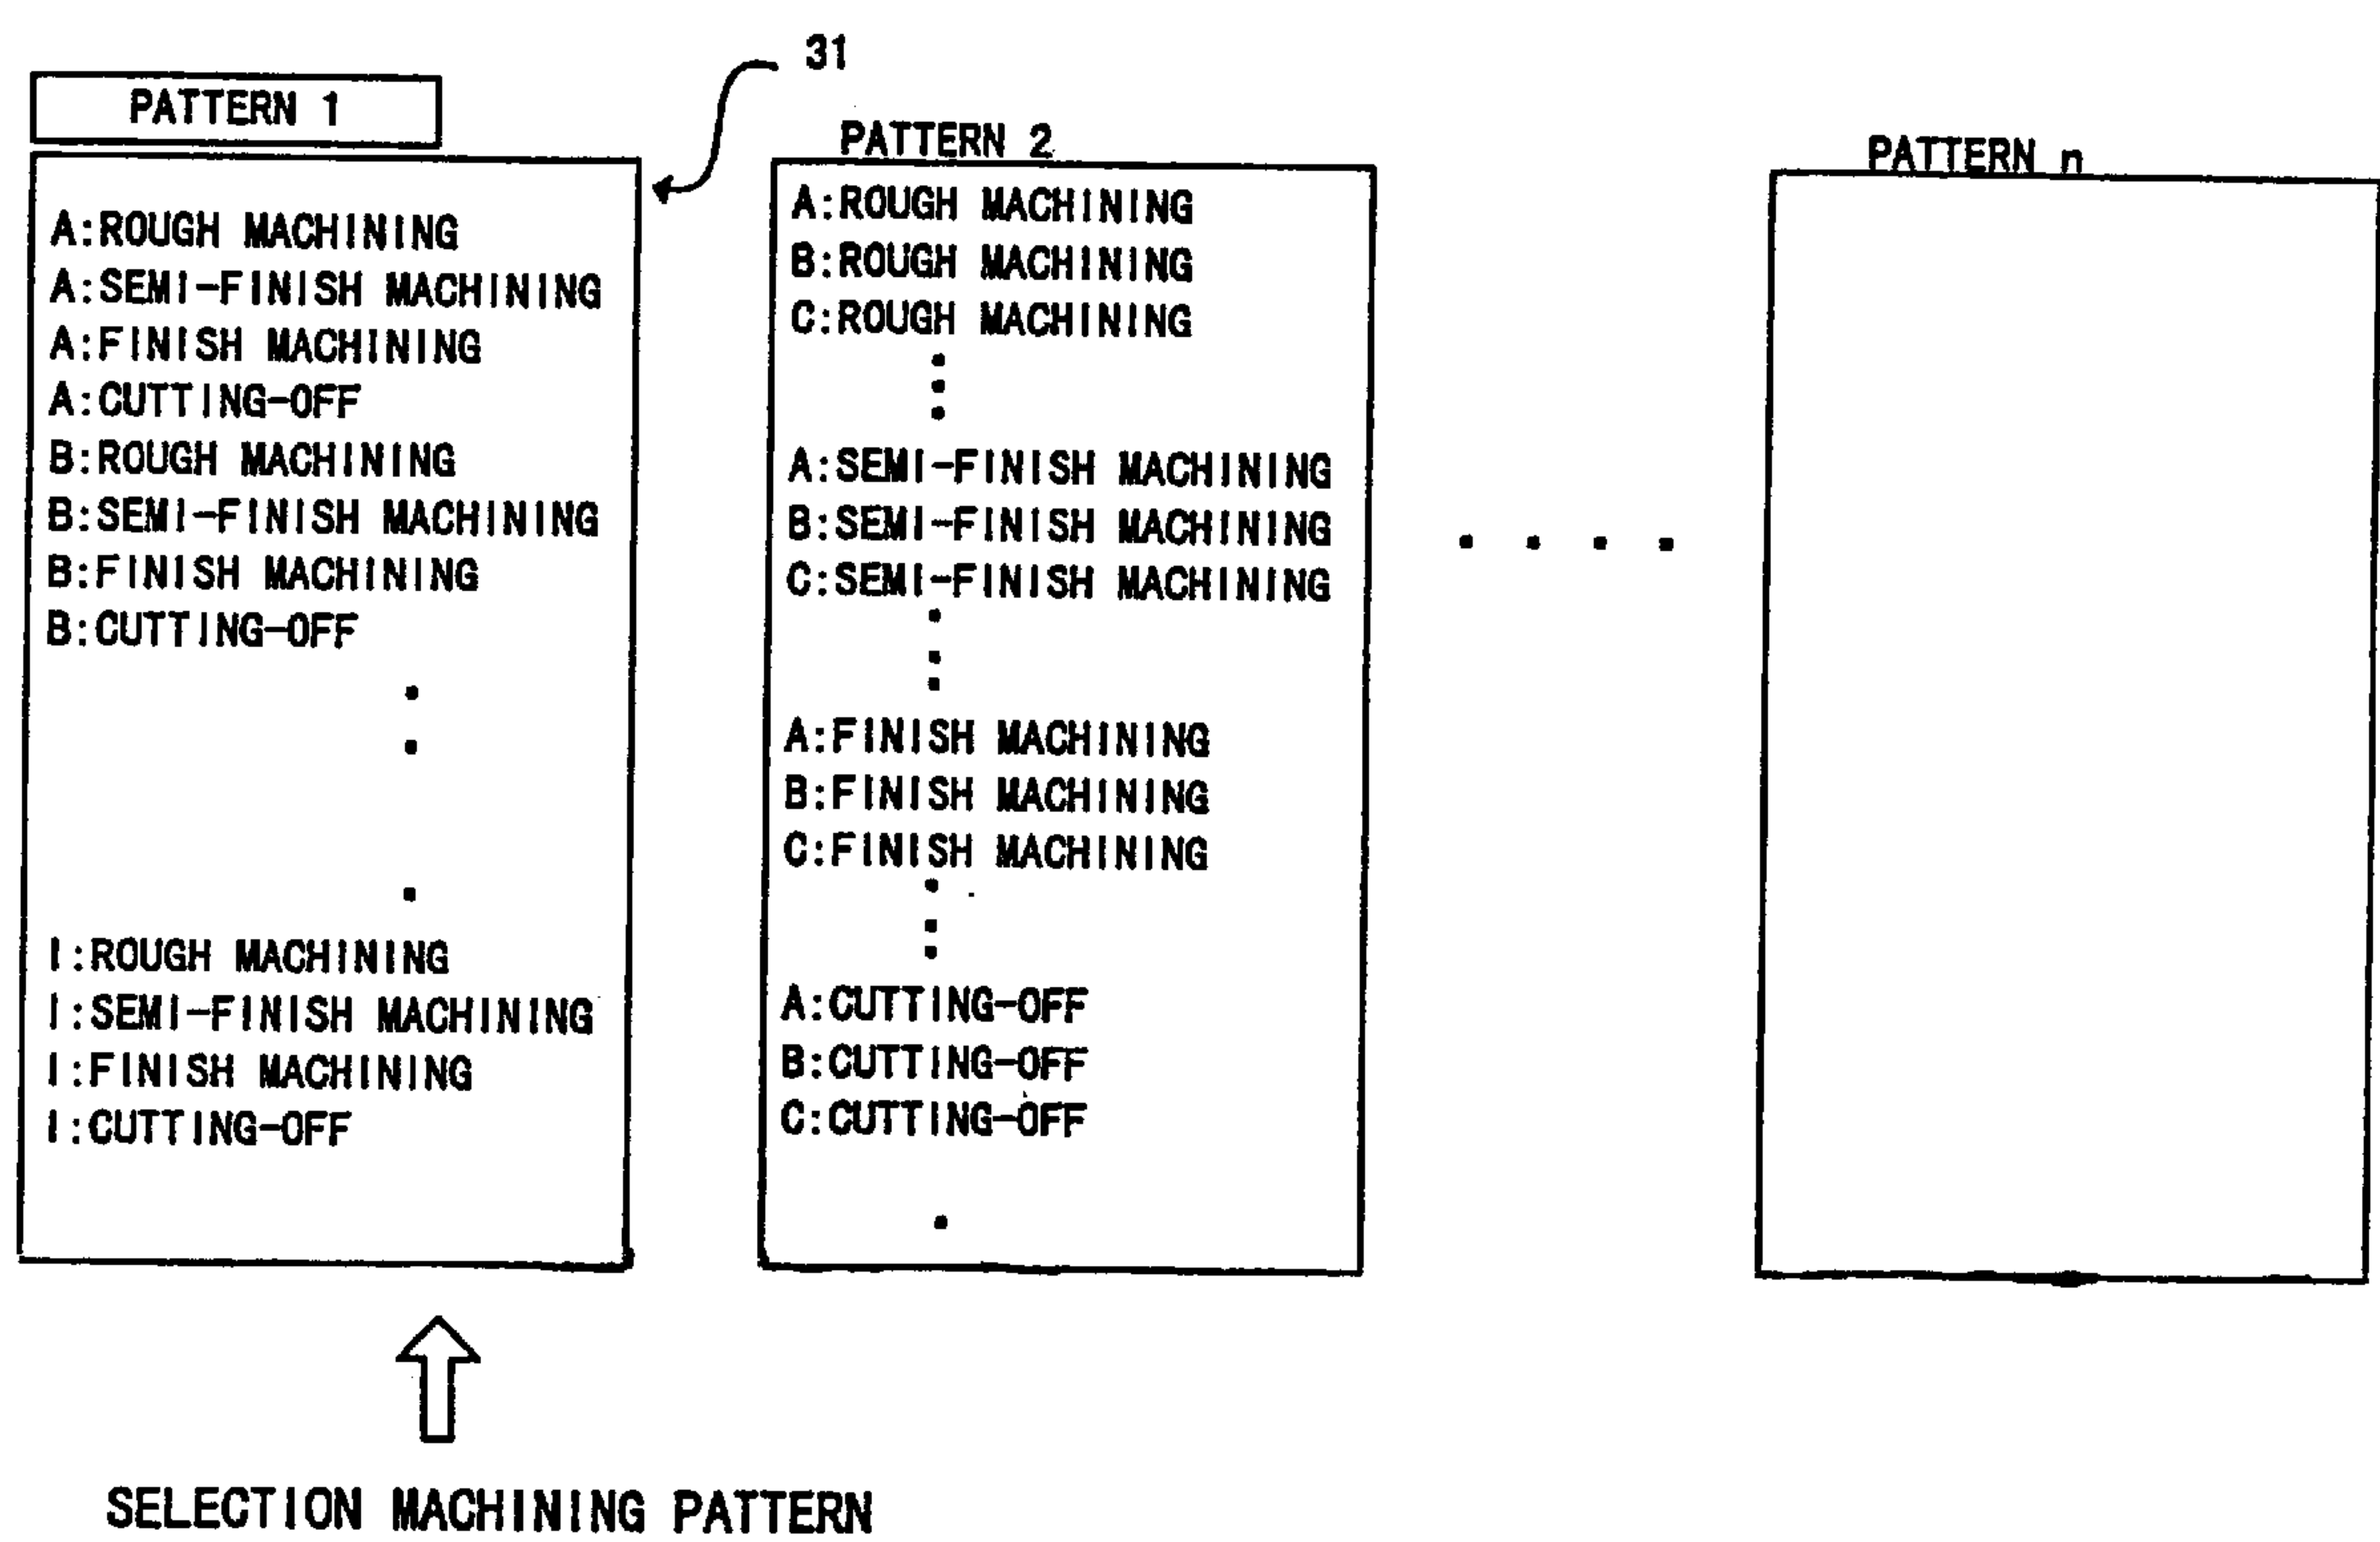 31
PATTERN 1
A:ROUGH MACHINING
A:SEMI-FINISH MACHINING
A:FINISH MACHINING
A:CUTTING-OFF
B:ROUGH MACHINING
B:SEMI-FINISH MACHINING
B:FINISH MACHINING
B:CUTTING-OFF
I:ROUGH MACHINING
I:SEMI-FINISH MACHINING
I:FINISH MACHINING
I:CUTTING-OFF
PATTERN 2
A:ROUGH MACHINING
B:ROUGH MACHINING
C:ROUGH MACHINING
A:SEMI-FINISH MACHINING
B:SEMI-FINISH MACHINING
C:SEMI-FINISH MACHINING
A:FINISH MACHINING
B:FINISH MACHINING
C:FINISH MACHINING
A:CUTTING-OFF
B:CUTTING-OFF
C:CUTTING-OFF
PATTERN n
SELECTION MACHINING PATTERN